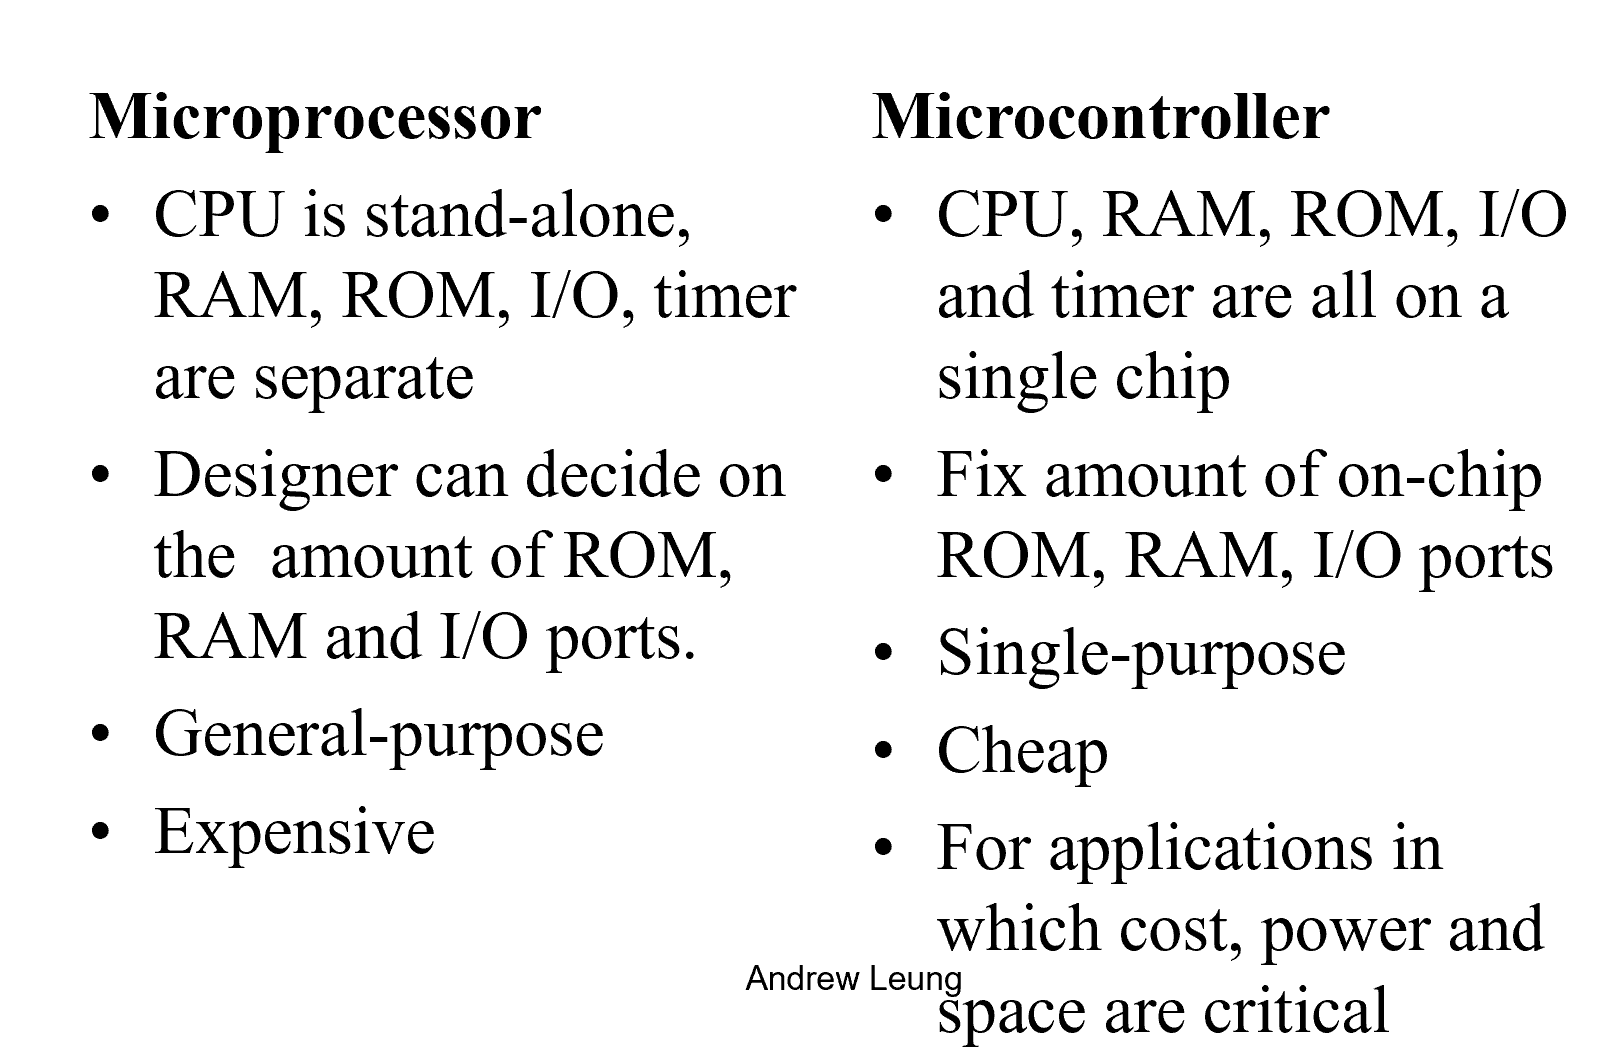 Microprocessor
• CPU is stand-alone,
RAM, ROM, I/O, timer
are separate
• Designer can decide on
the  amount of ROM,
RAM and I/O ports.
• General-purpose
• Expensive
Microcontroller
• CPU, RAM, ROM, I/O
and timer are all on a
single chip
• Fix amount of on-chip
ROM, RAM, I/O ports
• Single-purpose
• Cheap
• For applications in
which cost, power and
space are critical
Andrew Leung